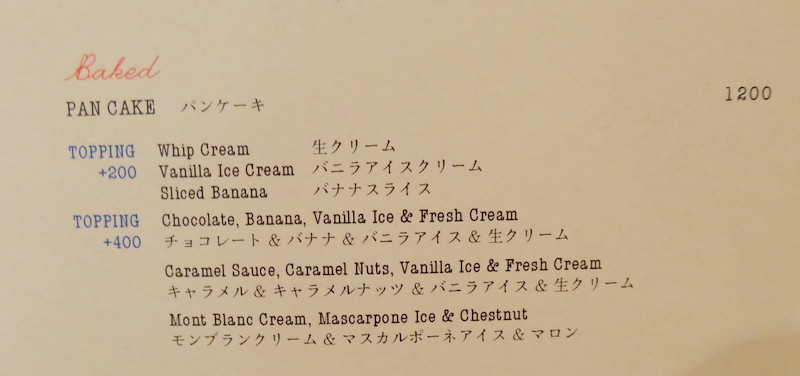 Baked
PAN CAKE パンケーキ 1200
TOPPING Whip Cream 生クリーム
+200 Vanilla Ice Cream バニラアイスクリーム
Sliced Banana バナナスライス
TOPPING Chocolate, Banana, Vanilla Ice & Fresh Cream
+400 チョコレート & バナナ & バニラアイス & 生クリーム
Caramel Sauce, Caramel Nuts, Vanilla Ice & Fresh Cream
キャラメル & キャラメルナッツ & バニラアイス & 生クリーム
Mont Blanc Cream, Mascarpone Ice & Chestnut
モンブランクリーム & マスカルポーネアイス & マロン